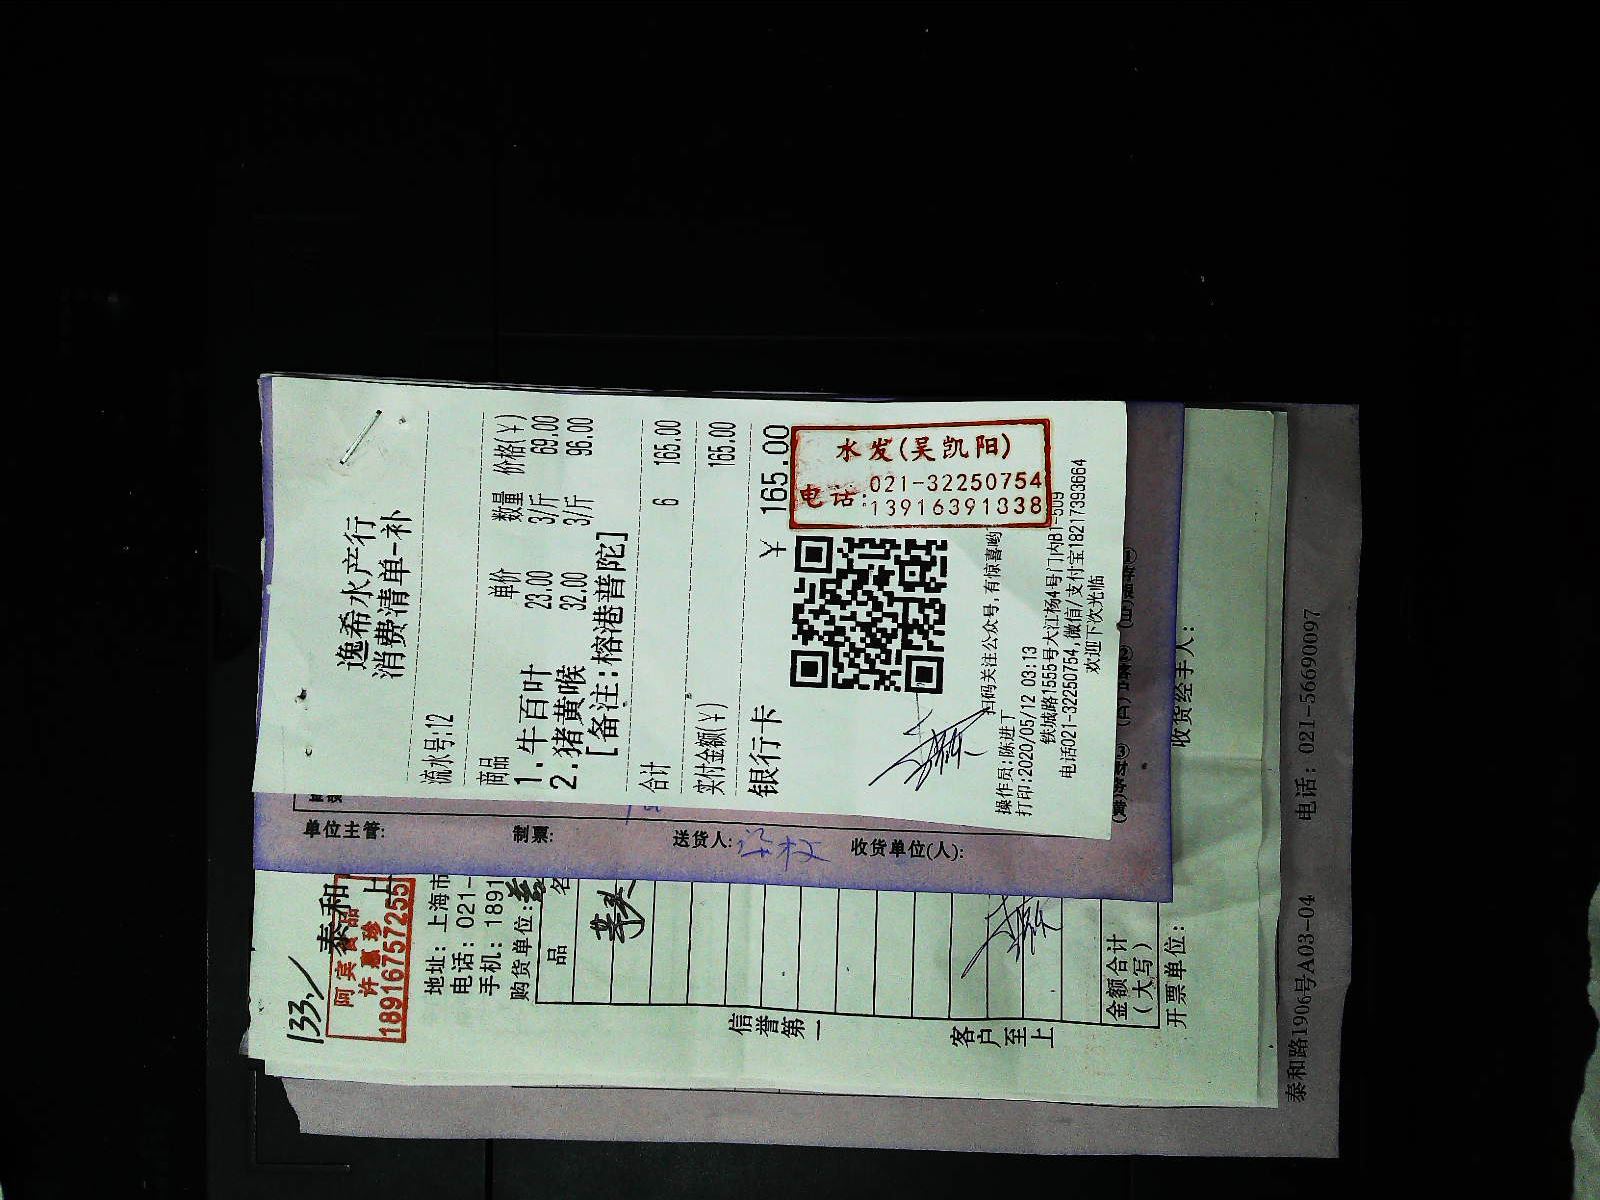 逸希水产行
消费清单-补
流水号:12
商品 单价 数量 价格(¥)
1.牛百叶 23.00 3/斤 69.00
2.猪黄喉 32.00 3/斤 96.00
[备注:榕港普陀]
合计 6 165.00
实付金额(¥) 165.00
银行卡 165.00
水发(吴凯阳)
电话:021-32250754
13916391338
扫码关注公众号,有惊喜哟
操作员:陈进丁
打印:2020/05/12 03:13
铁城路1555号大江杨4号门内B1-509
电话021-32250754,微信/支付宝18217393664
欢迎下次光临
单位主管: 制票: 送货人: 收货单位(人):
133
泰和
阿宾食品
许惠珍
18916757255
上
地址: 上海市
电话: 021-
手机: 1891
购货单位:
品名
信誉第一
客户至上
金额合计
(大写)
开票单位:
收货经手人:
泰和路1906号A03-04 电话: 021-56690097